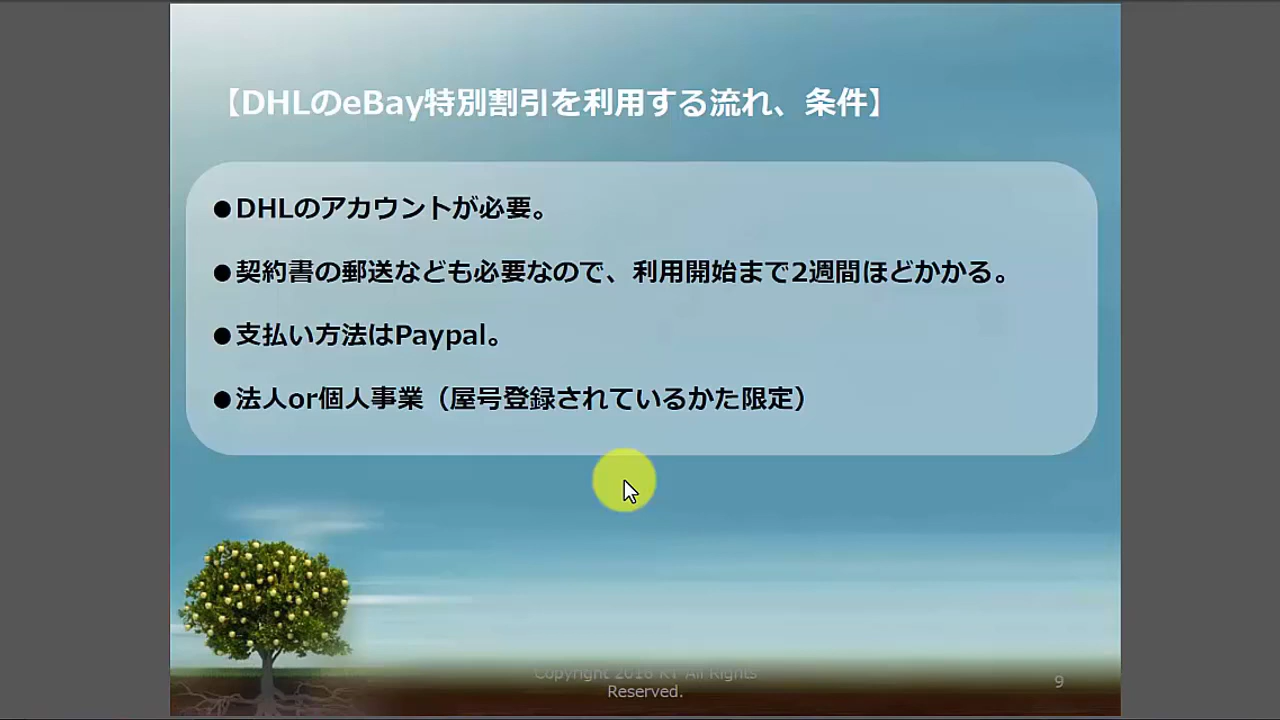 【DHLのeBay特別割引を利用する流れ、条件】
●DHLのアカウントが必要。
●契約書の郵送なども必要なので、利用開始まで2週間ほどかかる。
●支払い方法はPaypal。
●法人or個人事業（屋号登録されているかた限定）
Copyright 2016 KT All Rights
Reserved.
9